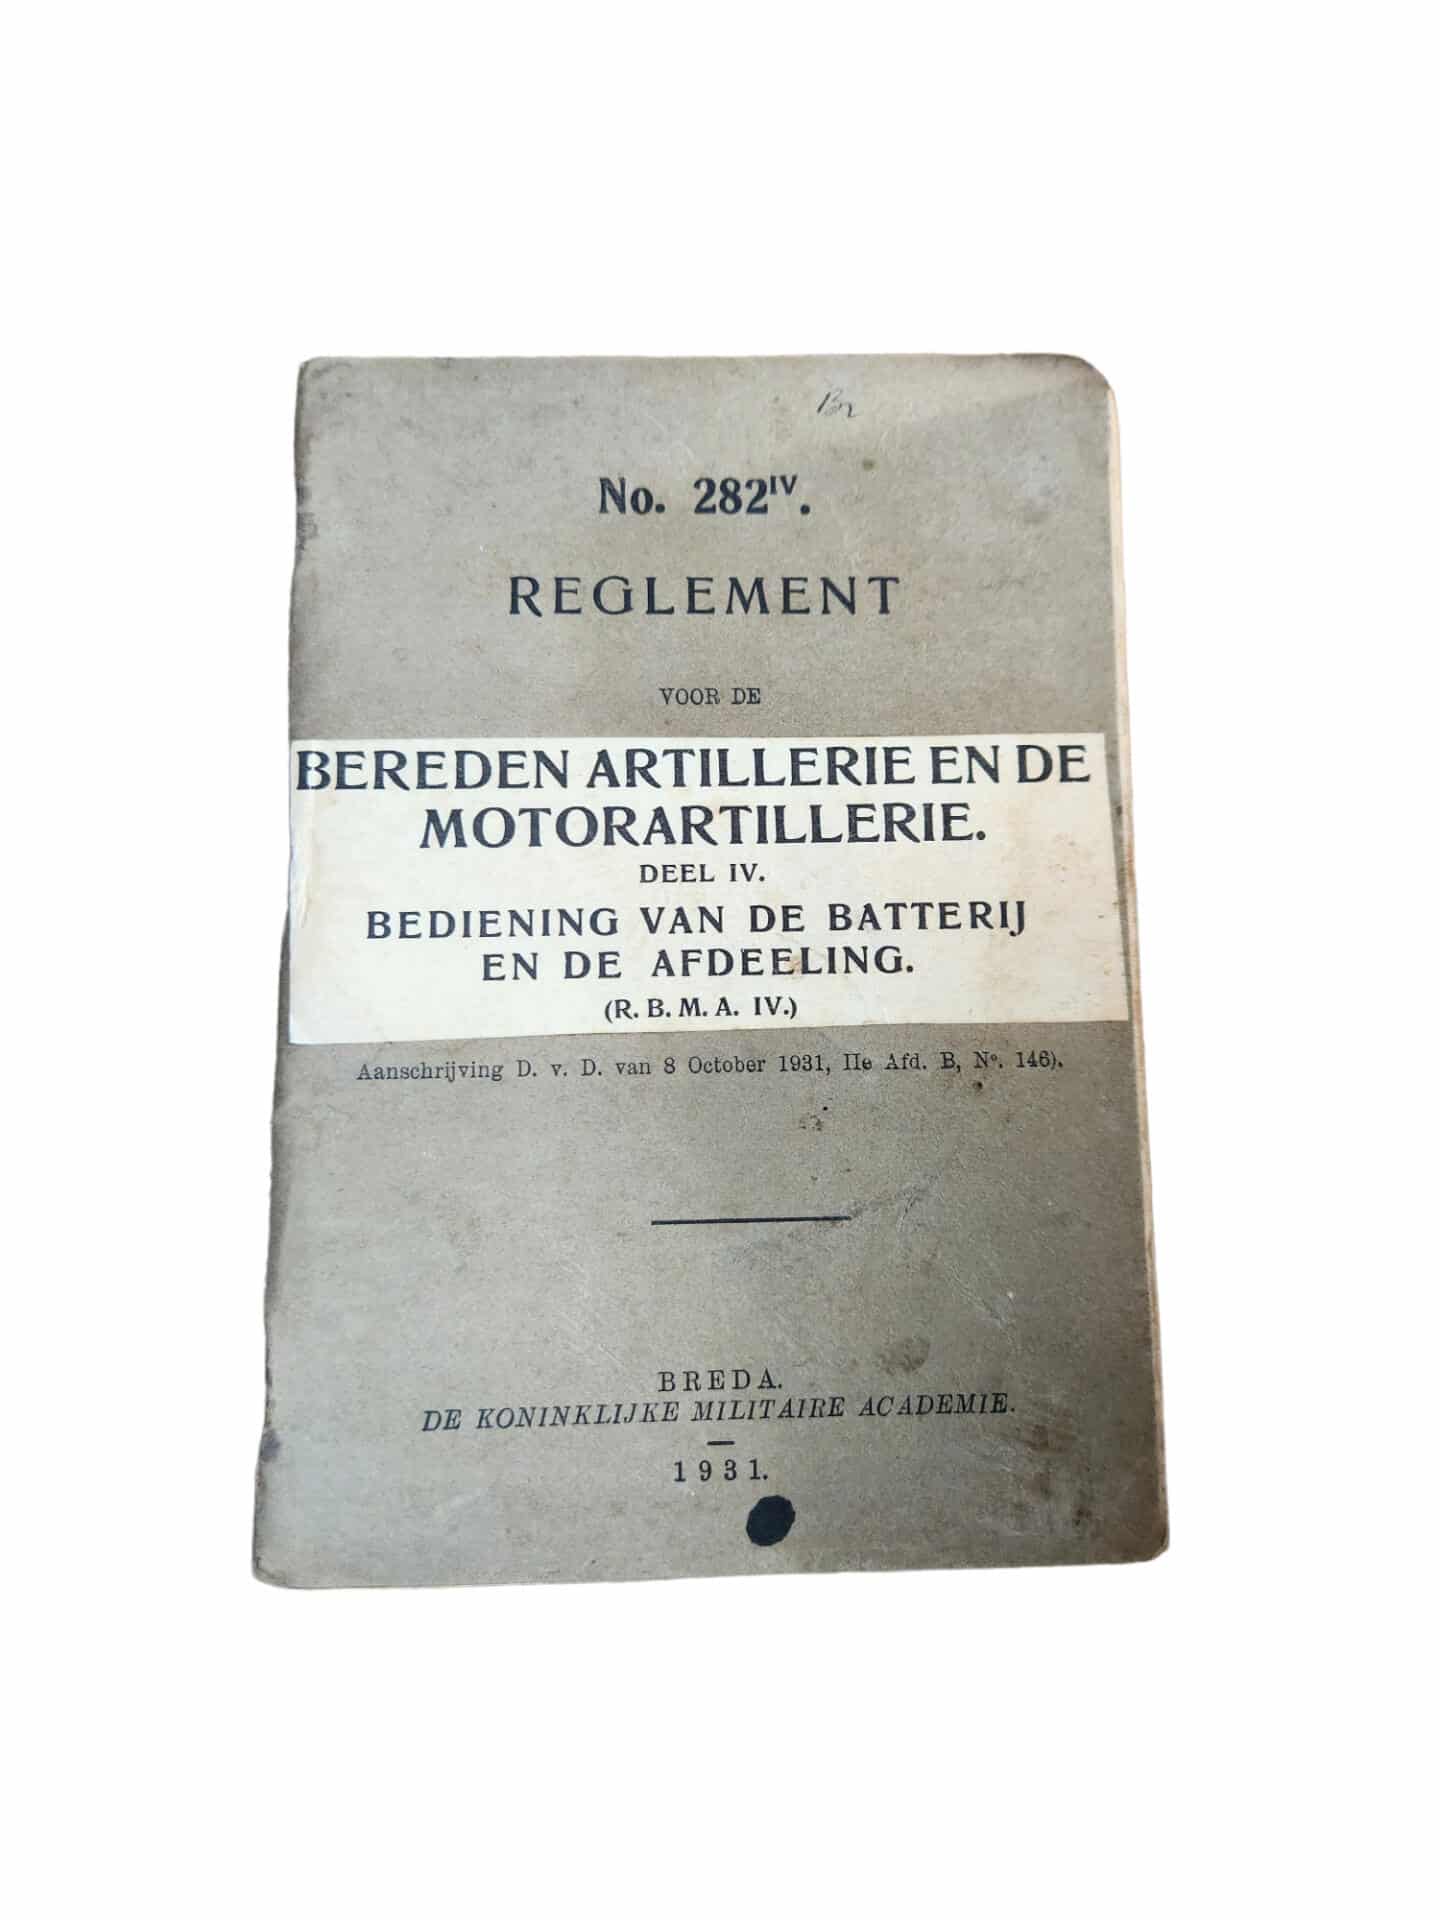 No. 282IV.
REGLEMENT
VOOR DE
BEREDEN ARTILLERIE EN DE
MOTORARTILLERIE.
DEEL IV.
BEDIENING VAN DE BATTERIJ
EN DE AFDEELING.
(R. B. M. A. IV.)
Aanschrijving D. v. D. van 8 October 1931, IIe Afd. B, No. 146).
BREDA.
DE KONINKLIJKE MILITAIRE ACADEMIE.
1931.